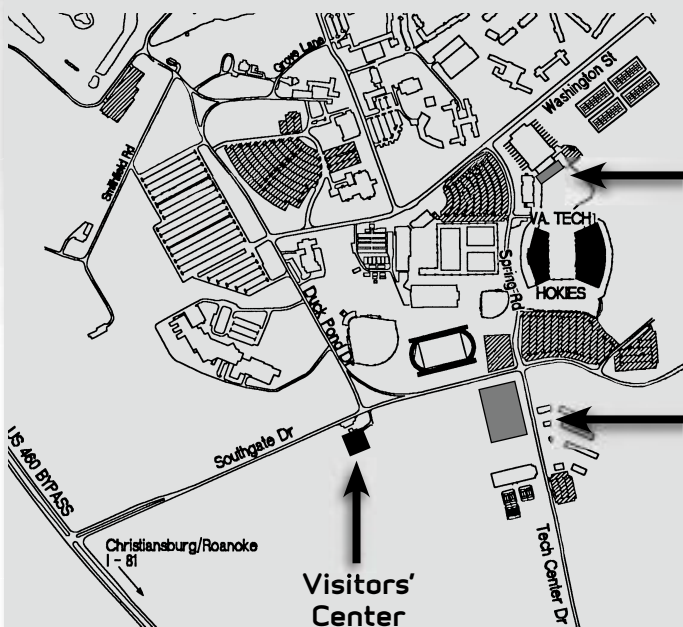 Grove Lane
Washington St
Smithfield Rd
VA. TECH
Spring Rd
HOKIES
Duck Pond Dr
Southgate Dr
US 460 BYPASS
Christiansburg/Roanoke
I - 81
Tech Center Dr
Visitors'
Center